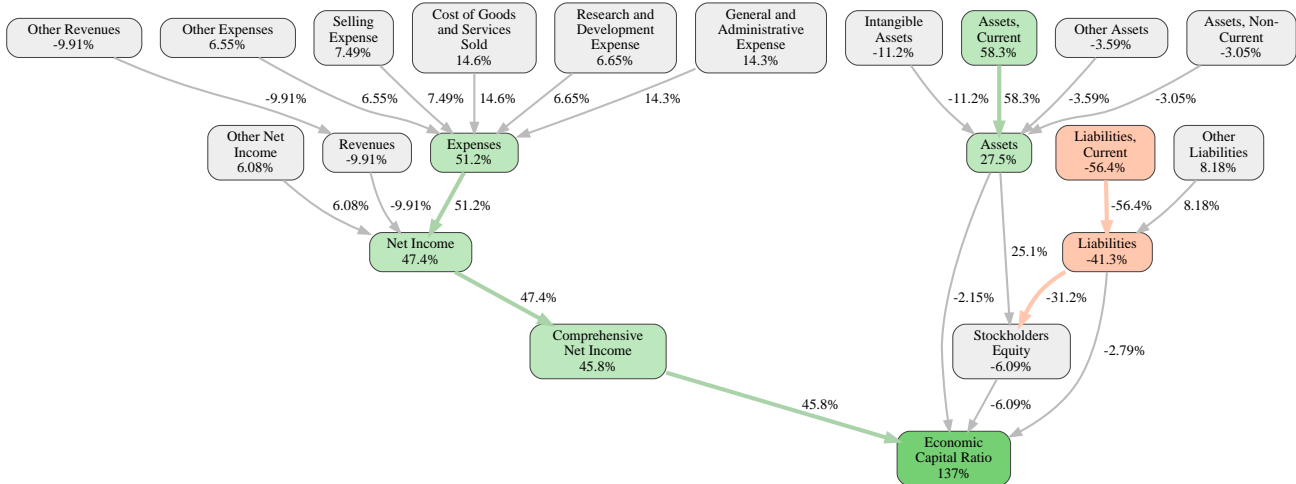 Other Revenues
-9.91%
Other Expenses
6.55%
Selling
Expense
7.49%
Cost of Goods
and Services
Sold
14.6%
Research and
Development
Expense
6.65%
General and
Administrative
Expense
14.3%
Intangible
Assets
-11.2%
Assets,
Current
58.3%
Other Assets
-3.59%
Assets, Non-
Current
-3.05%
-9.91%
6.55%
7.49%
14.6%
6.65%
14.3%
-11.2%
58.3%
-3.59%
-3.05%
Other Net
Income
6.08%
Revenues
-9.91%
Expenses
51.2%
Assets
27.5%
Liabilities,
Current
-56.4%
Other
Liabilities
8.18%
6.08%
-9.91%
51.2%
-56.4%
8.18%
Net Income
47.4%
25.1%
Liabilities
-41.3%
47.4%
-2.15%
-31.2%
Comprehensive
Net Income
45.8%
Stockholders
Equity
-6.09%
-2.79%
45.8%
-6.09%
Economic
Capital Ratio
137%